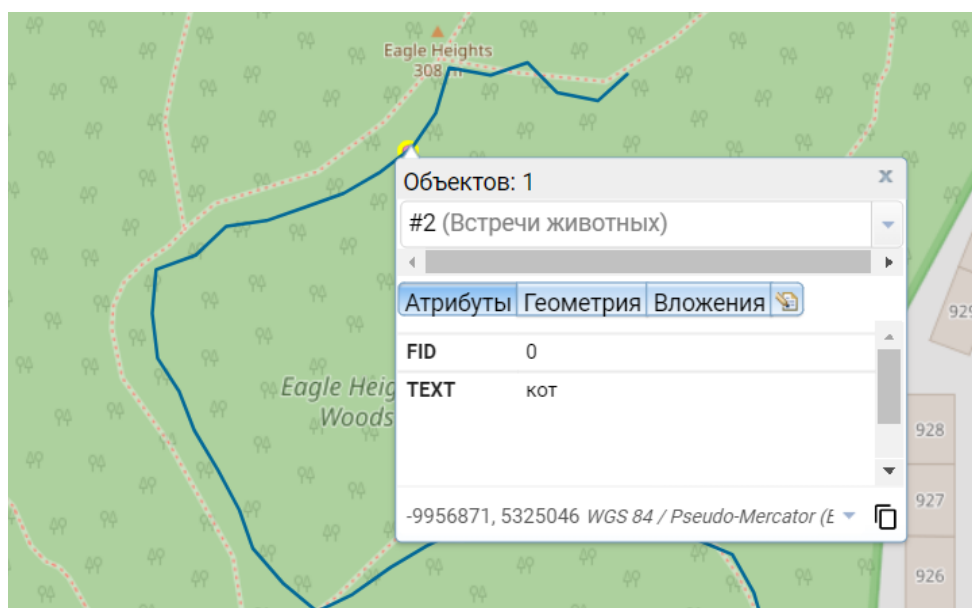 Eagle Heights
308 m
Объектов: 1
x
#2 (Встречи животных)
Атрибуты Геометрия Вложения
FID 0
TEXT кот
-9956871, 5325046 WGS 84 / Pseudo-Mercator (E
Eagle Heig
Woods
929
928
927
926